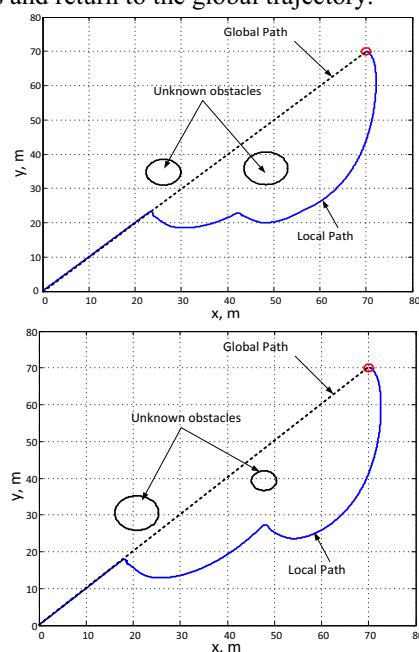 s and return to the global trajectory.
80
70
60
50
40
30
20
10
0
y, m
Global Path
Unknown obstacles
Local Path
0 10 20 30 40 50 60 70 80
x, m
80
70
60
50
40
30
20
10
0
y, m
Global Path
Unknown obstacles
Local Path
0 10 20 30 40 50 60 70 80
x, m